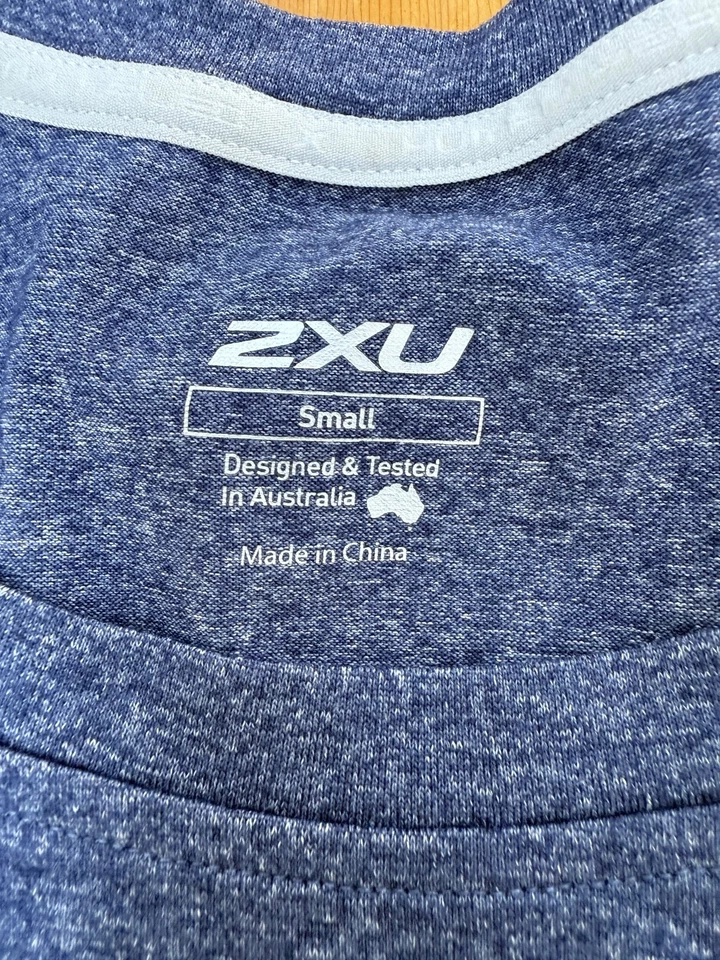 2XU
Small
Designed & Tested
In Australia
Made in China